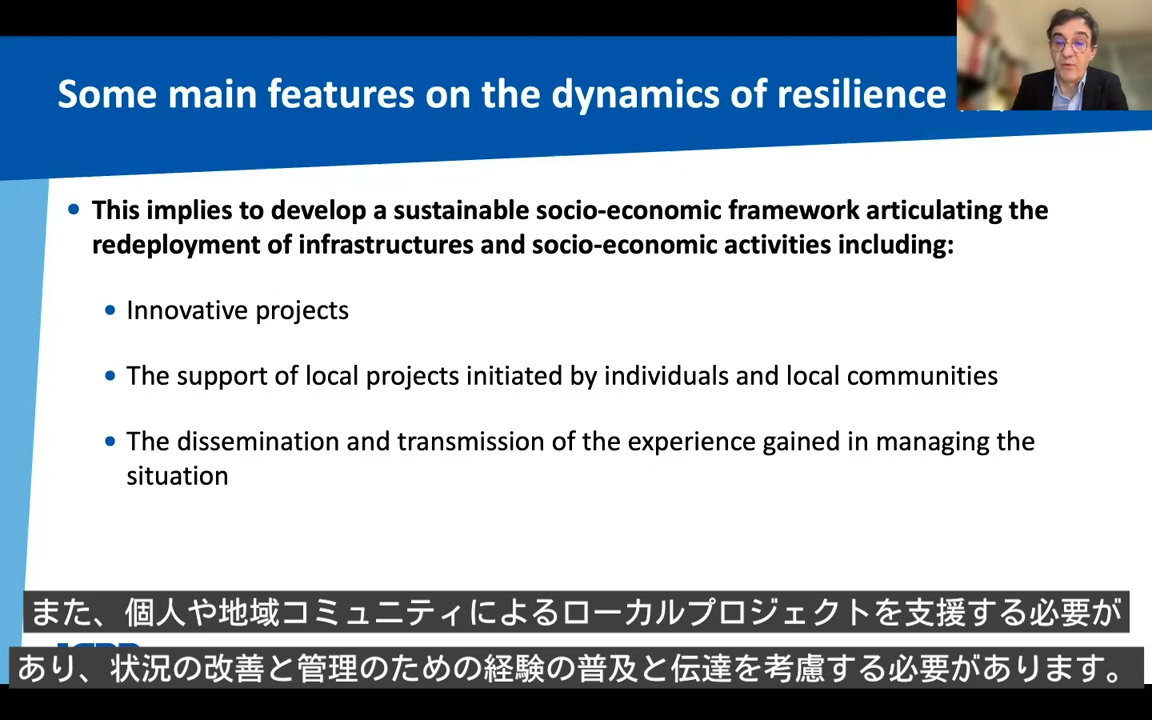 Some main features on the dynamics of resilience
• This implies to develop a sustainable socio-economic framework articulating the
redeployment of infrastructures and socio-economic activities including:
• Innovative projects
• The support of local projects initiated by individuals and local communities
• The dissemination and transmission of the experience gained in managing the
situation
また、個人や地域コミュニティによるローカルプロジェクトを支援する必要が
あり、状況の改善と管理のための経験の普及と伝達を考慮する必要があります。